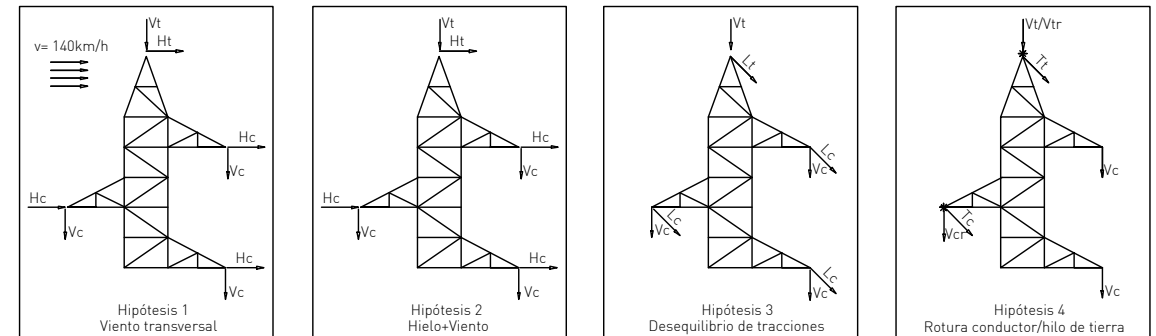 v= 140km/h
Vt
Ht
Hc
Vc
Hc
Vc
Hc
Vc
Hipótesis 1
Viento transversal
Vt
Ht
Hc
Vc
Hc
Vc
Hc
Vc
Hipótesis 2
Hielo+Viento
Vt
Lt
Lc
Vc
Lc
Vc
Lc
Vc
Hipótesis 3
Desequilibrio de tracciones
Vt/Vtr
Tt
Vc
Tc
Vcr
Vc
Hipótesis 4
Rotura conductor/hilo de tierra